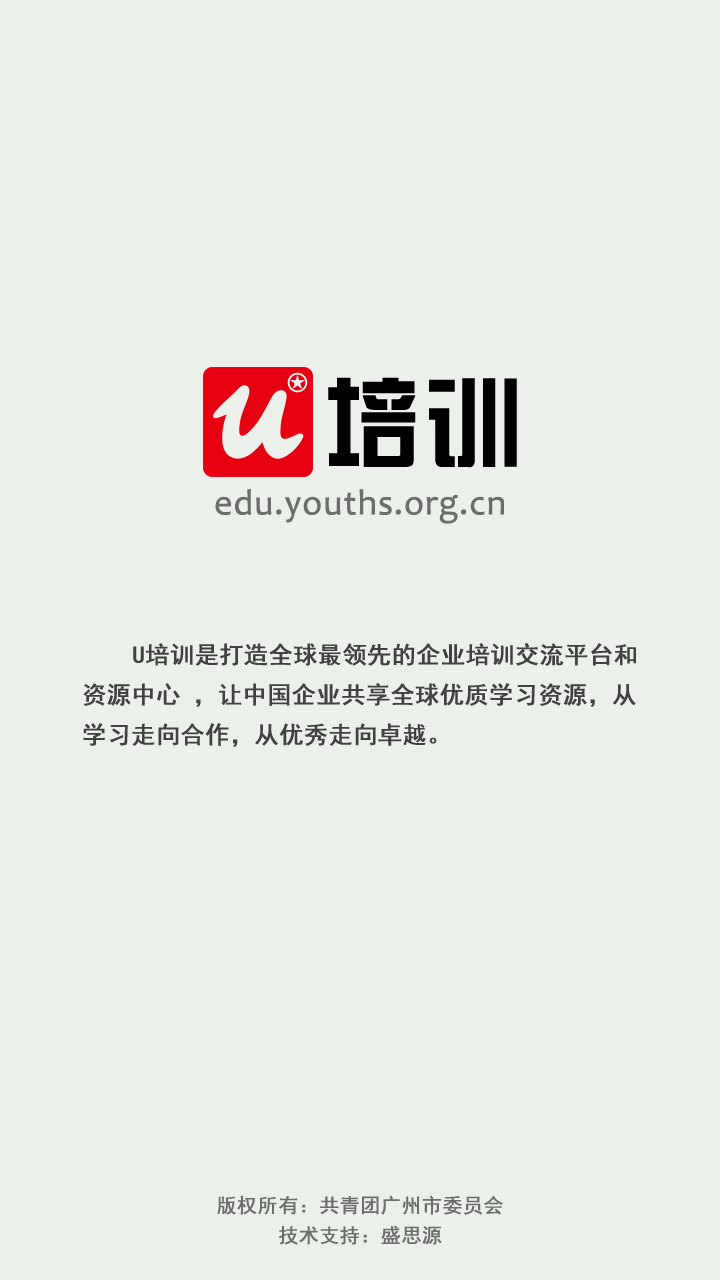 u培训
edu.youths.org.cn
U培训是打造全球最领先的企业培训交流平台和
资源中心 ，让中国企业共享全球优质学习资源，从
学习走向合作，从优秀走向卓越。
版权所有：共青团广州市委员会
技术支持：盛思源